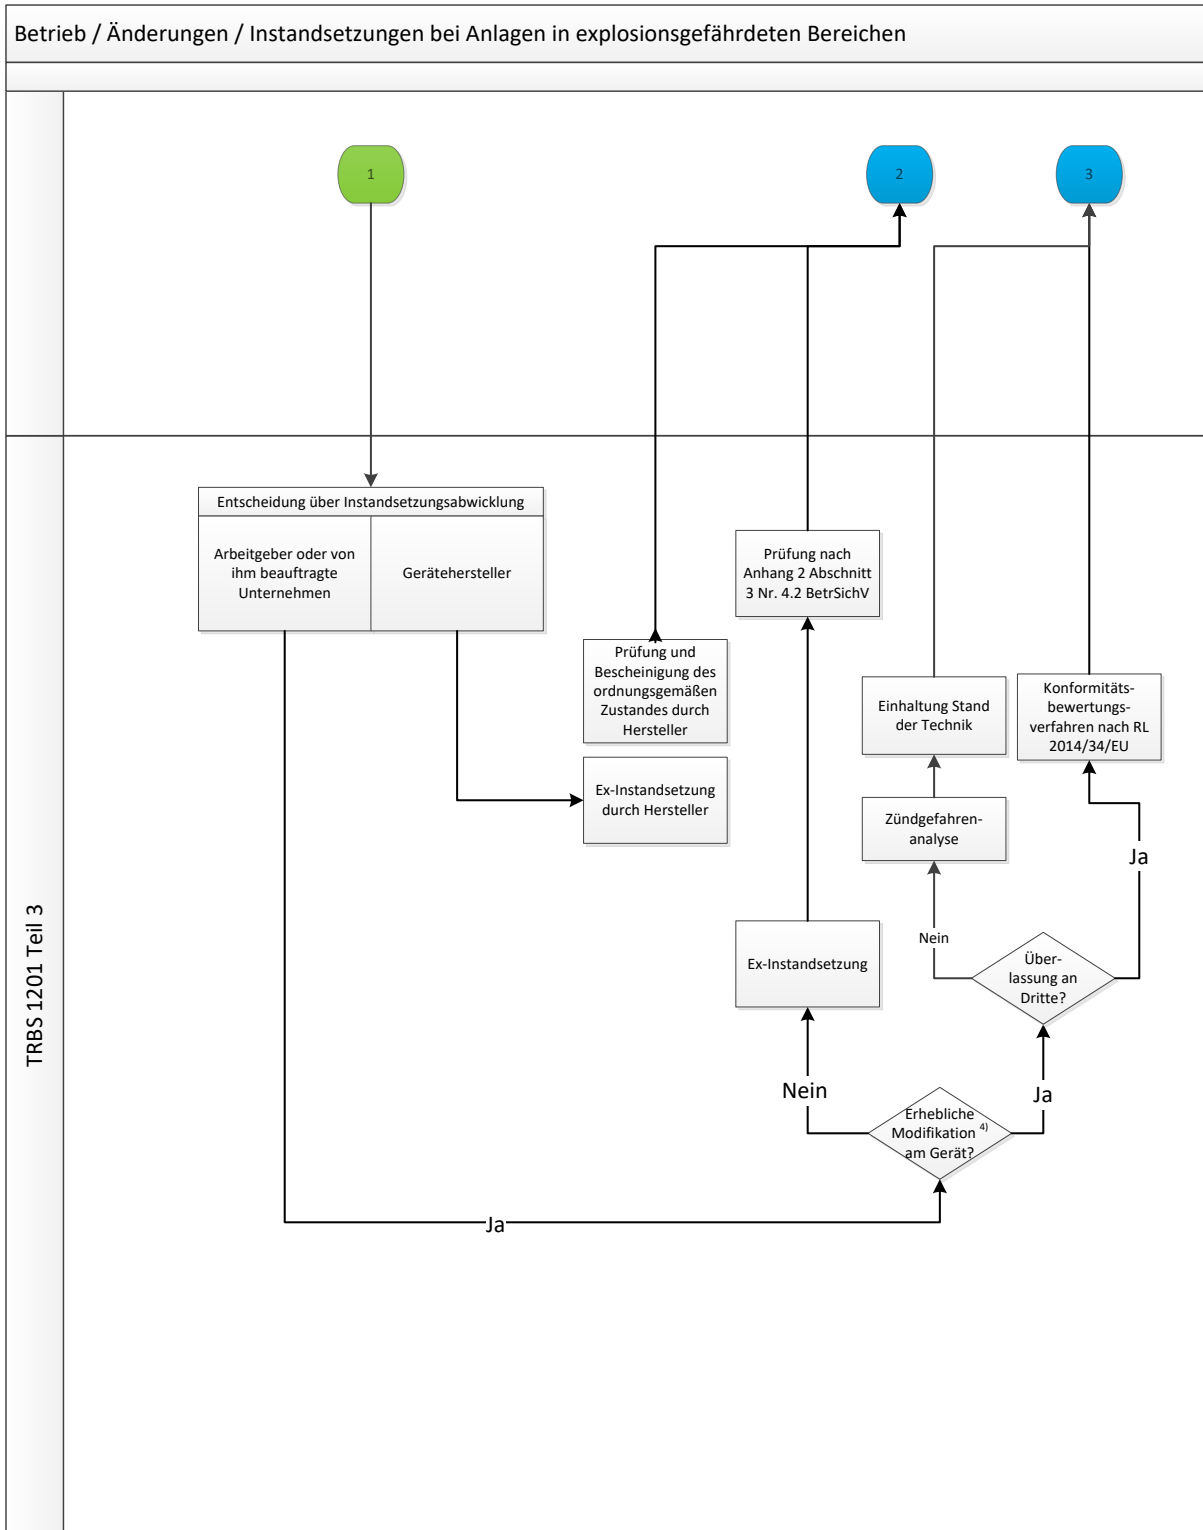 Betrieb / Änderungen / Instandsetzungen bei Anlagen in explosionsgefährdeten Bereichen
1
2
3
TRBS 1201 Teil 3
Entscheidung über Instandsetzungsabwicklung
Arbeitgeber oder von
ihm beauftragte
Unternehmen
Gerätehersteller
Prüfung nach
Anhang 2 Abschnitt
3 Nr. 4.2 BetrSichV
Prüfung und
Bescheinigung des
ordnungsgemäßen
Zustandes durch
Hersteller
Einhaltung Stand
der Technik
Konformitäts-
bewertungs-
verfahren nach RL
2014/34/EU
Ex-Instandsetzung
durch Hersteller
Zündgefahren-
analyse
Ja
Nein
Ex-Instandsetzung
Über-
lassung an
Dritte?
Nein
Ja
Erhebliche
Modifikation 4)
am Gerät?
Ja